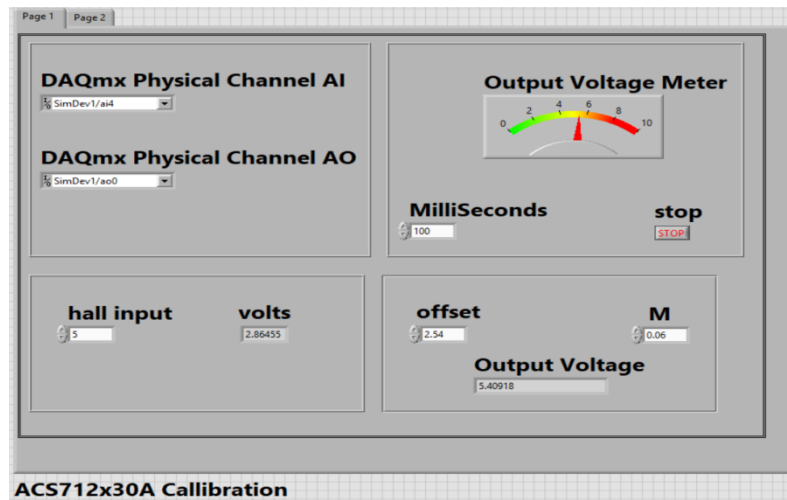 Page 1 Page 2
DAQmx Physical Channel AI
SimDev1/ai4
DAQmx Physical Channel AO
SimDev1/ao0
Output Voltage Meter
0 2 4 6 8 10
MilliSeconds
100
stop
STOP
hall input
5
volts
2.86455
offset
2.54
M
0.06
Output Voltage
5.40918
ACS712x30A Callibration